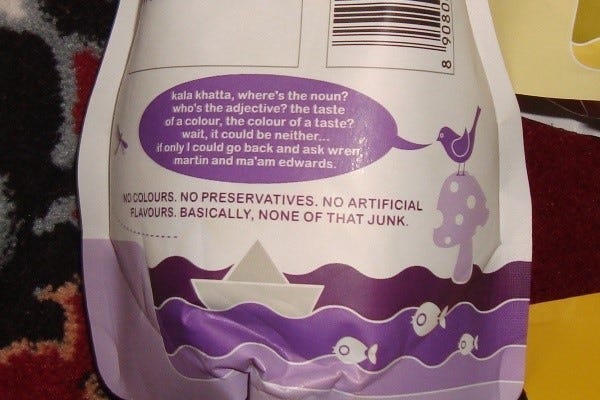 8 9080
kala khatta, where's the noun?
who's the adjective? the taste
of a colour, the colour of a taste?
wait, it could be neither...
if only I could go back and ask wren,
martin and ma'am edwards.
NO COLOURS. NO PRESERVATIVES. NO ARTIFICIAL
FLAVOURS. BASICALLY, NONE OF THAT JUNK.